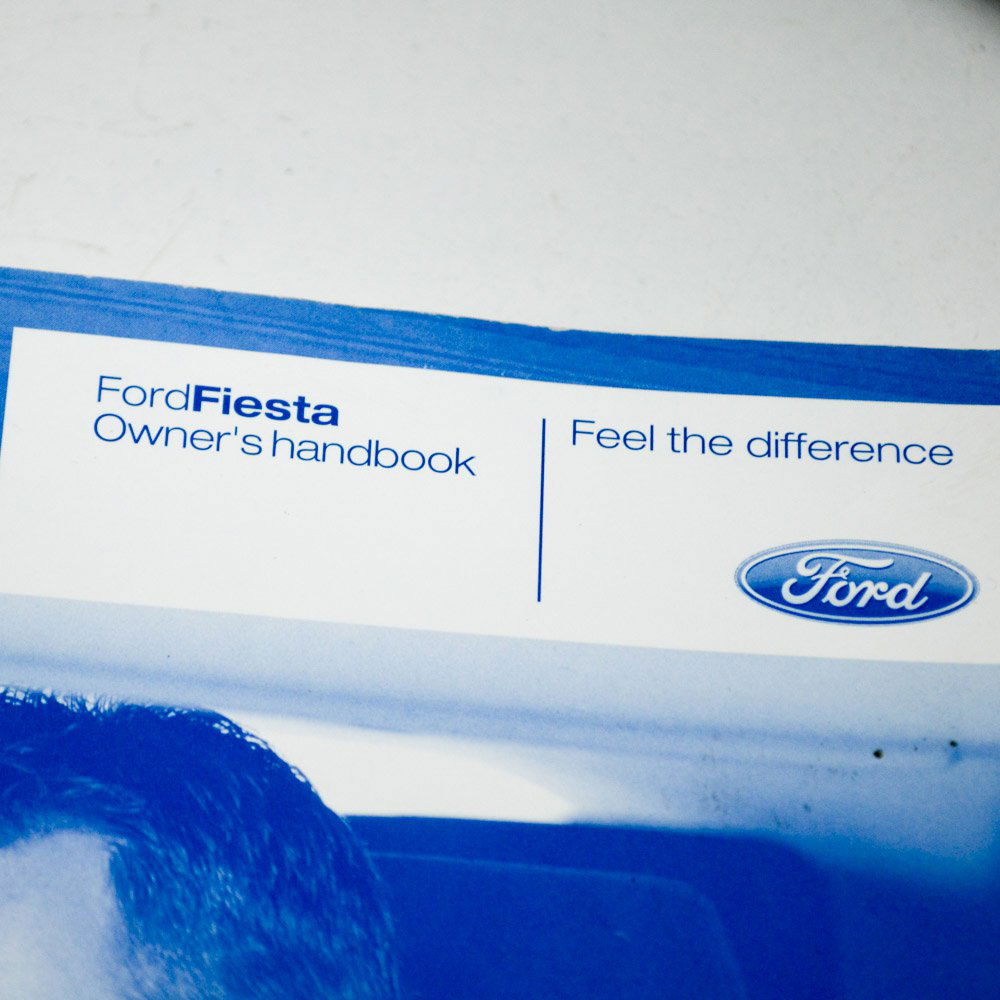 FordFiesta
Owner's handbook
Feel the difference
Ford